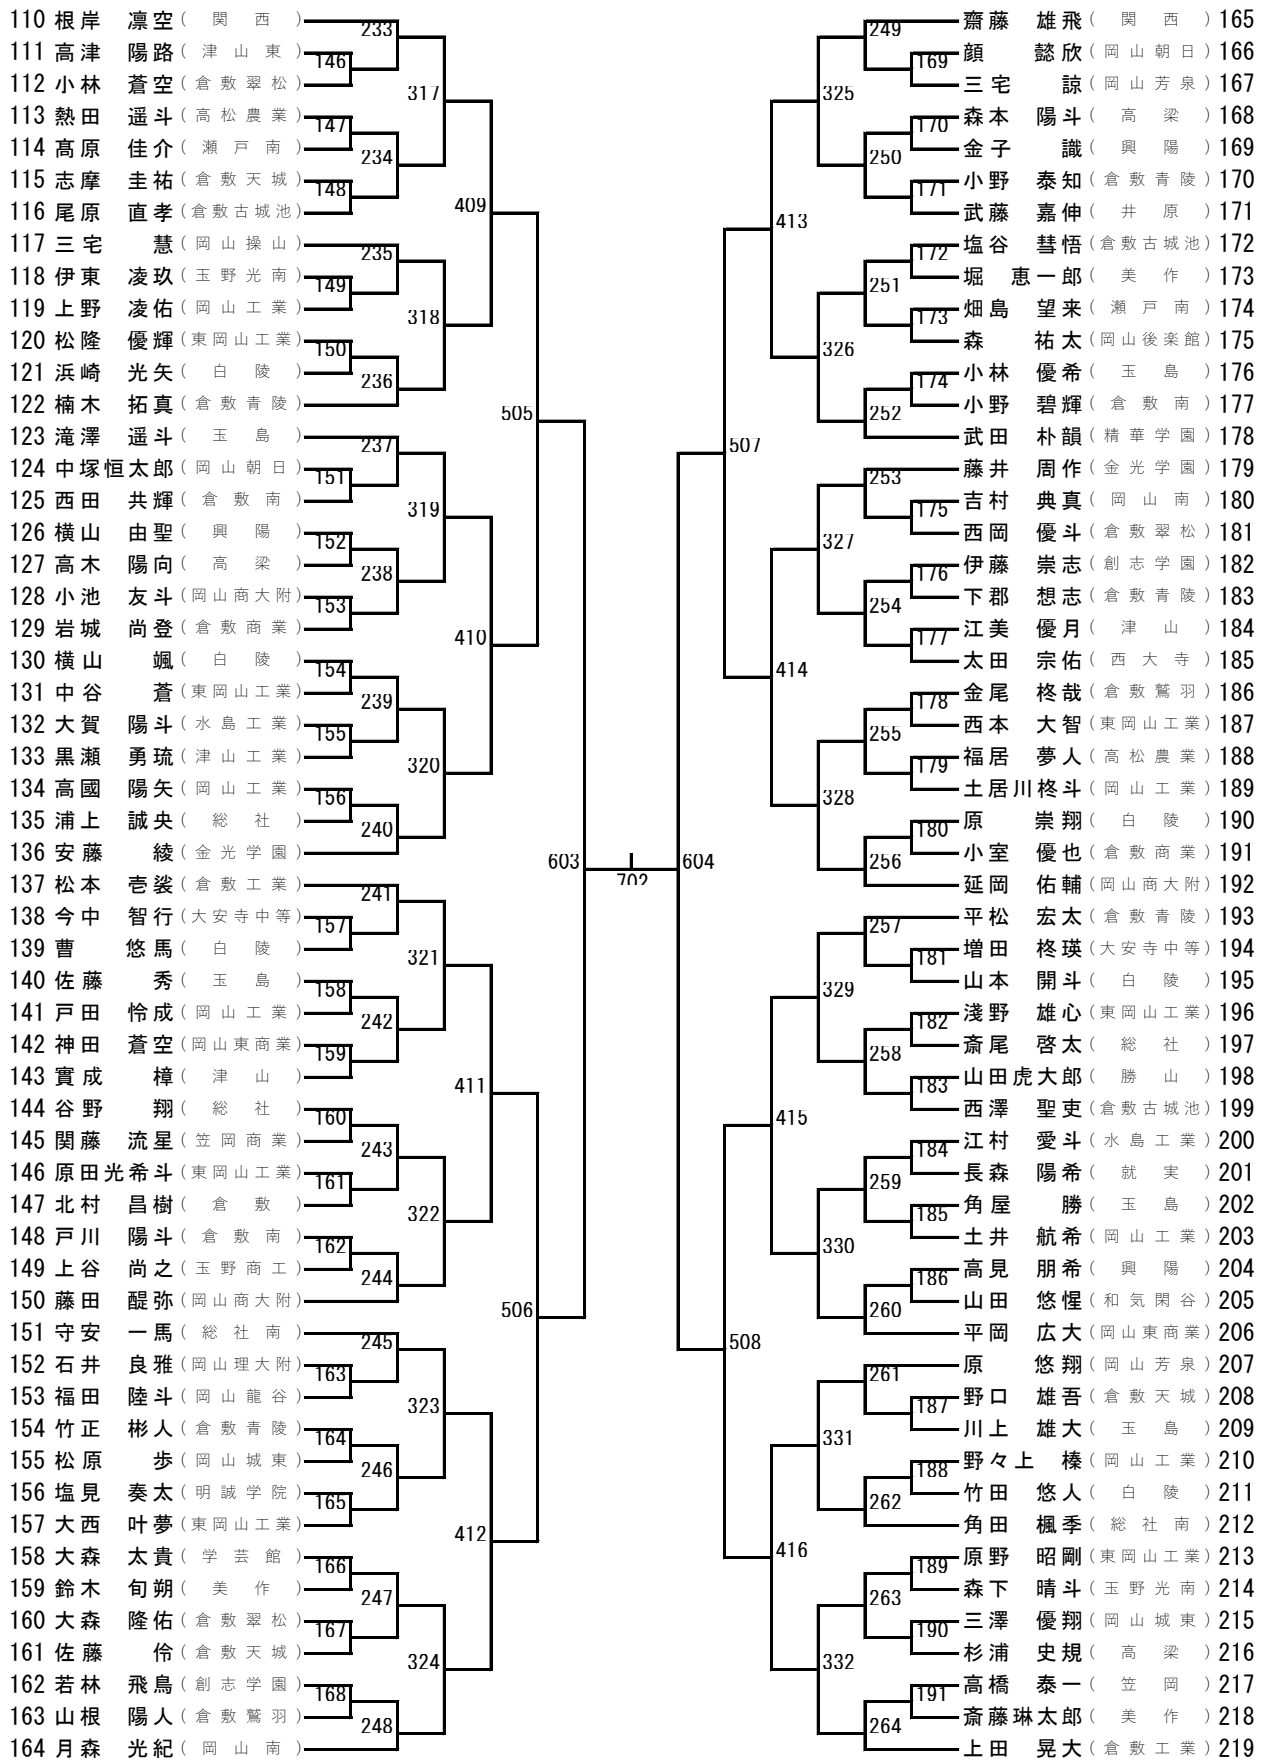 110 根岸 凛空 ( 関 西 )
111 高津 陽路 ( 津 山 東 )
112 小林 蒼空 ( 倉 敷 翠 松 )
113 熱田 遥斗 ( 高 松 農 業 )
114 髙原 佳介 ( 瀬 戸 南 )
115 志摩 圭祐 ( 倉 敷 天 城 )
116 尾原 直孝 (倉敷古城池)
117 三宅 慧 ( 岡 山 操 山 )
118 伊東 凌玖 ( 玉 野 光 南 )
119 上野 凌佑 ( 岡 山 工 業 )
120 松隆 優輝 (東岡山工業)
121 浜崎 光矢 ( 白 陵 )
122 楠木 拓真 ( 倉 敷 青 陵 )
123 滝澤 遥斗 ( 玉 島 )
124 中塚恒太郎 ( 岡 山 朝 日 )
125 西田 共輝 ( 倉 敷 南 )
126 横山 由聖 ( 興 陽 )
127 高木 陽向 ( 高 梁 )
128 小池 友斗 (岡山商大附)
129 岩城 尚登 ( 倉 敷 商 業 )
130 横山 颯 ( 白 陵 )
131 中谷 蒼 (東岡山工業)
132 大賀 陽斗 ( 水 島 工 業 )
133 黒瀬 勇琉 ( 津 山 工 業 )
134 高國 陽矢 ( 岡 山 工 業 )
135 浦上 誠央 ( 総 社 )
136 安藤 綾 ( 金 光 学 園 )
137 松本 壱裟 ( 倉 敷 工 業 )
138 今中 智行 (大安寺中等)
139 曹 悠馬 ( 白 陵 )
140 佐藤 秀 ( 玉 島 )
141 戸田 怜成 ( 岡 山 工 業 )
142 神田 蒼空 (岡山東商業)
143 實成 樟 ( 津 山 )
144 谷野 翔 ( 総 社 )
145 関藤 流星 ( 笠 岡 商 業 )
146 原田光希斗 (東岡山工業)
147 北村 昌樹 ( 倉 敷 )
148 戸川 陽斗 ( 倉 敷 南 )
149 上谷 尚之 ( 玉 野 商 工 )
150 藤田 醍弥 (岡山商大附)
151 守安 一馬 ( 総 社 南 )
152 石井 良雅 (岡山理大附)
153 福田 陸斗 ( 岡 山 龍 谷 )
154 竹正 彬人 ( 倉 敷 青 陵 )
155 松原 歩 ( 岡 山 城 東 )
156 塩見 奏太 ( 明 誠 学 院 )
157 大西 叶夢 (東岡山工業)
158 大森 太貴 ( 学 芸 館 )
159 鈴木 旬朔 ( 美 作 )
160 大森 隆佑 ( 倉 敷 翠 松 )
161 佐藤 伶 ( 倉 敷 天 城 )
162 若林 飛鳥 ( 創 志 学 園 )
163 山根 陽人 ( 倉 敷 鷲 羽 )
164 月森 光紀 ( 岡 山 南 )
233
146
317
147
234
148
409
235
149
318
150
236
505
237
151
319
152
238
153
410
154
239
155
320
156
240
603
702
604
241
157
321
158
242
159
411
160
243
161
322
162
244
506
245
163
323
164
246
165
412
166
247
167
324
168
248
249
169
325
170
250
171
413
172
251
173
326
174
252
507
253
175
327
176
254
177
414
178
255
179
328
180
256
257
181
329
182
258
183
415
184
259
185
330
186
260
508
261
187
331
188
262
416
189
263
190
332
191
264
齋藤 雄飛 ( 関 西 ) 165
顔 懿欣 ( 岡 山 朝 日 ) 166
三宅 諒 ( 岡 山 芳 泉 ) 167
森本 陽斗 ( 高 梁 ) 168
金子 識 ( 興 陽 ) 169
小野 泰知 ( 倉 敷 青 陵 ) 170
武藤 嘉伸 ( 井 原 ) 171
塩谷 彗悟 (倉敷古城池) 172
堀 恵一郎 ( 美 作 ) 173
畑島 望来 ( 瀬 戸 南 ) 174
森 祐太 (岡山後楽館) 175
小林 優希 ( 玉 島 ) 176
小野 碧輝 ( 倉 敷 南 ) 177
武田 朴韻 ( 精 華 学 園 ) 178
藤井 周作 ( 金 光 学 園 ) 179
吉村 典真 ( 岡 山 南 ) 180
西岡 優斗 ( 倉 敷 翠 松 ) 181
伊藤 崇志 ( 創 志 学 園 ) 182
下郡 想志 ( 倉 敷 青 陵 ) 183
江美 優月 ( 津 山 ) 184
太田 宗佑 ( 西 大 寺 ) 185
金尾 柊哉 ( 倉 敷 鷲 羽 ) 186
西本 大智 (東岡山工業) 187
福居 夢人 ( 高 松 農 業 ) 188
土居川柊斗 ( 岡 山 工 業 ) 189
原 崇翔 ( 白 陵 ) 190
小室 優也 ( 倉 敷 商 業 ) 191
延岡 佑輔 (岡山商大附) 192
平松 宏太 ( 倉 敷 青 陵 ) 193
増田 柊瑛 (大安寺中等) 194
山本 開斗 ( 白 陵 ) 195
淺野 雄心 (東岡山工業) 196
斎尾 啓太 ( 総 社 ) 197
山田虎大郎 ( 勝 山 ) 198
西澤 聖吏 (倉敷古城池) 199
江村 愛斗 ( 水 島 工 業 ) 200
長森 陽希 ( 就 実 ) 201
角屋 勝 ( 玉 島 ) 202
土井 航希 ( 岡 山 工 業 ) 203
高見 朋希 ( 興 陽 ) 204
山田 悠惺 ( 和 気 閑 谷 ) 205
平岡 広大 (岡山東商業) 206
原 悠翔 ( 岡 山 芳 泉 ) 207
野口 雄吾 ( 倉 敷 天 城 ) 208
川上 雄大 ( 玉 島 ) 209
野々上 榛 ( 岡 山 工 業 ) 210
竹田 悠人 ( 白 陵 ) 211
角田 楓季 ( 総 社 南 ) 212
原野 昭剛 (東岡山工業) 213
森下 晴斗 ( 玉 野 光 南 ) 214
三澤 優翔 ( 岡 山 城 東 ) 215
杉浦 史規 ( 高 梁 ) 216
高橋 泰一 ( 笠 岡 ) 217
斎藤琳太郎 ( 美 作 ) 218
上田 晃大 ( 倉 敷 工 業 ) 219